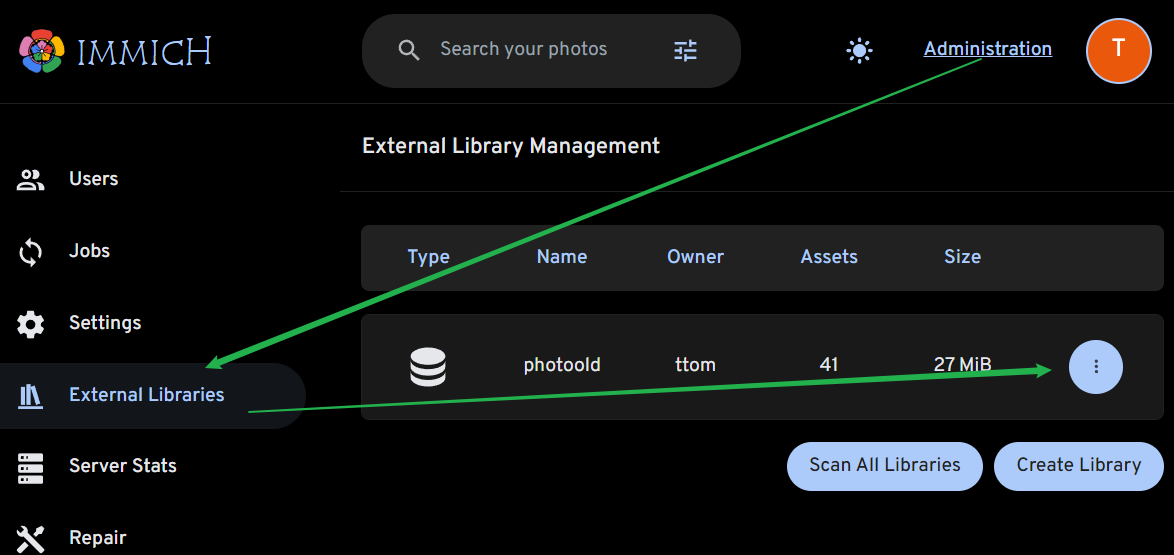 IMMICH
Search your photos
Administration
T
External Library Management
Users
Jobs
Settings
External Libraries
Server Stats
Repair
Type Name Owner Assets Size
photoold ttom 41 27 MiB
Scan All Libraries Create Library